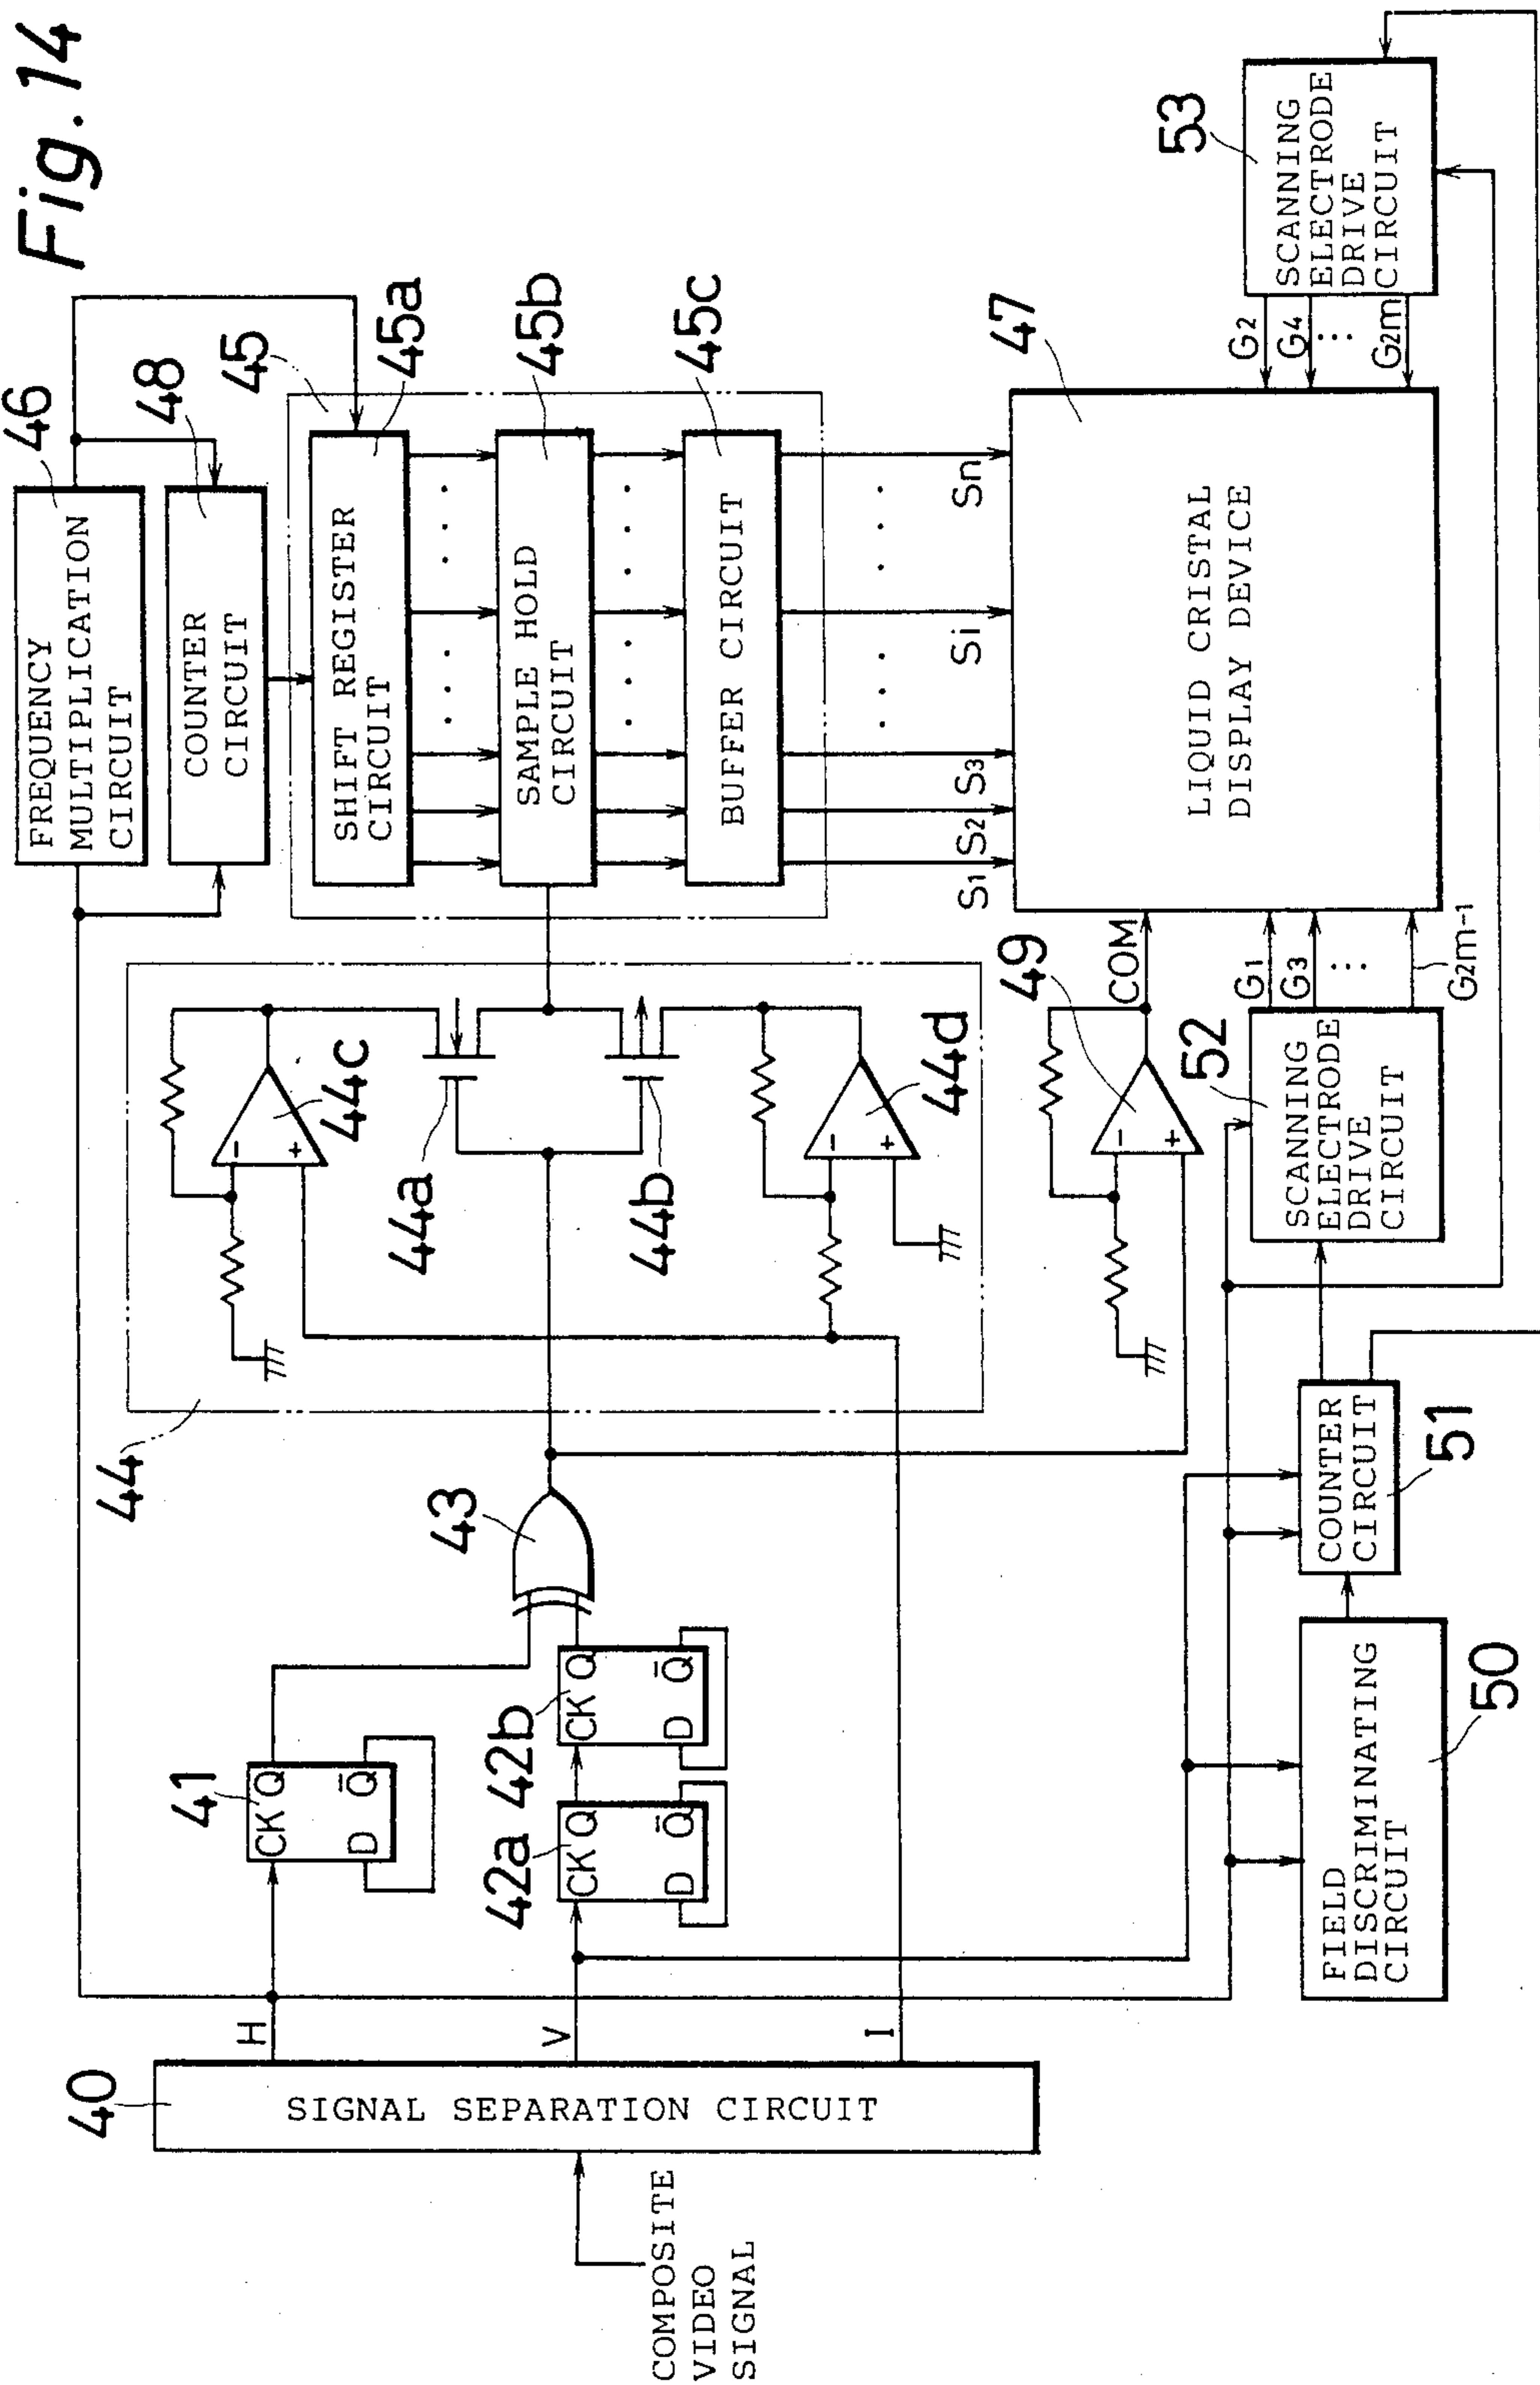 Fig. 14
46
FREQUENCY
MULTIPLICATION
CIRCUIT
48
COUNTER
CIRCUIT
45
45a
SHIFT REGISTER
CIRCUIT
45b
SAMPLE HOLD
CIRCUIT
45c
BUFFER CIRCUIT
S1
S2
S3
Si
Sn
47
LIQUID CRISTAL
DISPLAY DEVICE
53
SCANNING
ELECTRODE
DRIVE
CIRCUIT
G2
G4
G2m
44
44c
-
+
44a
44b
44d
-
+
49
-
+
COM
G1
G3
G2m-1
52
SCANNING
ELECTRODE
DRIVE
CIRCUIT
43
41
CK Q
D Q̅
42a
CK Q
D Q̅
42b
CK Q
D Q̅
51
COUNTER
CIRCUIT
50
FIELD
DISCRIMINATING
CIRCUIT
40
SIGNAL SEPARATION CIRCUIT
H
V
I
COMPOSITE
VIDEO
SIGNAL